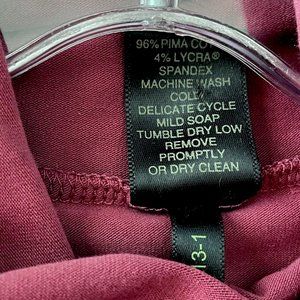 96% PIMA CO
4% LYCRA®
SPANDEX
MACHINE WASH
COLD
DELICATE CYCLE
MILD SOAP
TUMBLE DRY LOW
REMOVE
PROMPTLY
OR DRY CLEAN
13-1